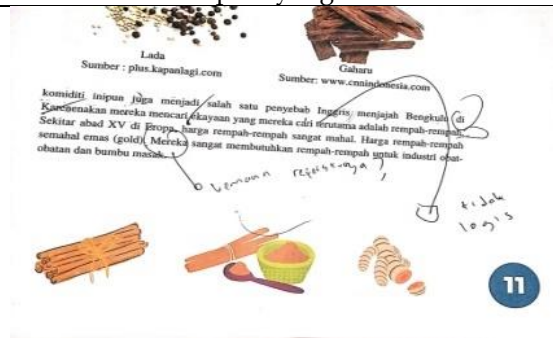 Lada
Sumber : plus.kapanlagi.com
Gaharu
Sumber: www.cnnindonesia.com
komiditi inipun juga menjadi salah satu penyebab Inggris menjajah Bengkulu di
Karenenakan mereka mencari ekayaan yang mereka cari terutama adalah rempah-rempah.
Sekitar abad XV di Eropa, harga rempah-rempah sangat mahal. Harga rempah-rempah
semahal emas (gold). Mereka sangat membutuhkan rempah-rempah untuk industri obat-
obatan dan bumbu masak.
tidak
logis
11